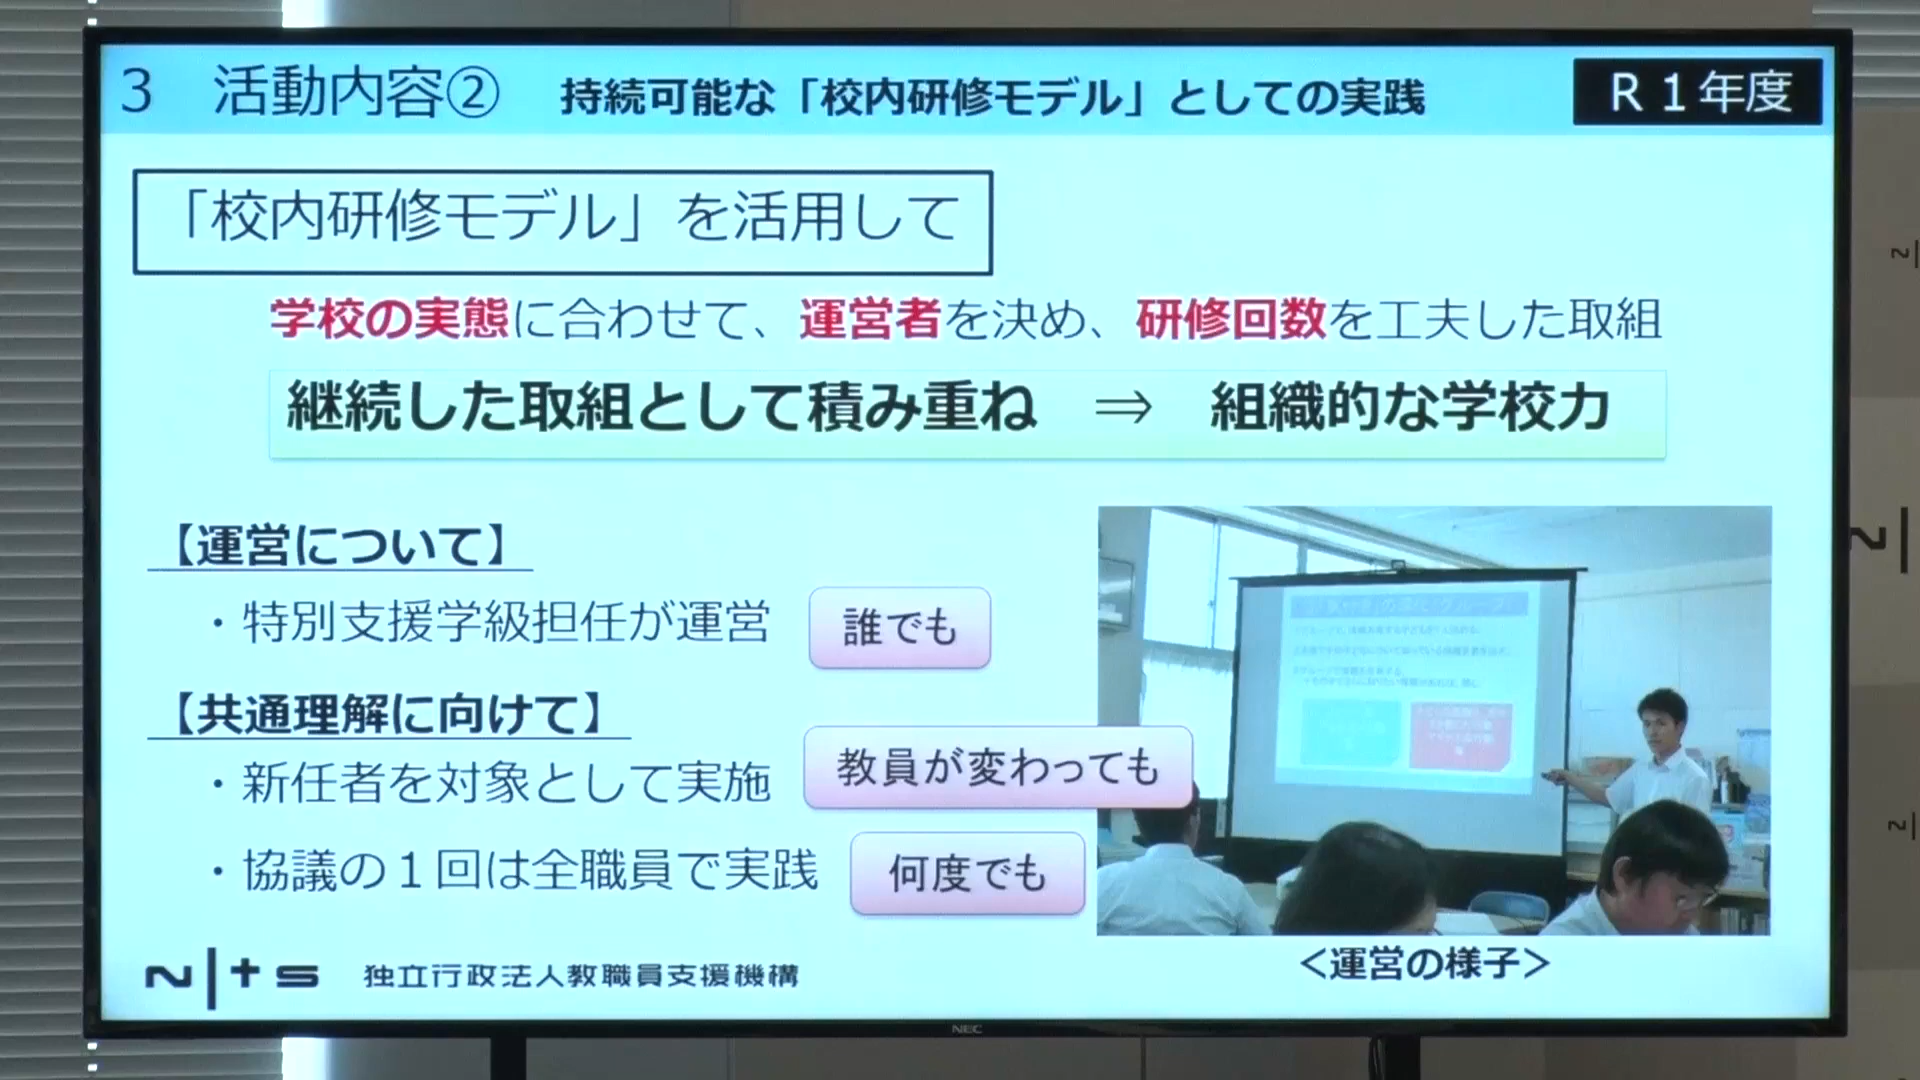 3 活動内容② 持続可能な「校内研修モデル」としての実践
R1年度
「校内研修モデル」を活用して
学校の実態に合わせて、運営者を決め、研修回数を工夫した取組
継続した取組として積み重ね ⇒ 組織的な学校力
【運営について】
・特別支援学級担任が運営
誰でも
【共通理解に向けて】
・新任者を対象として実施
教員が変わっても
・協議の1回は全職員で実践
何度でも
<運営の様子>
NITS 独立行政法人教職員支援機構
NEC